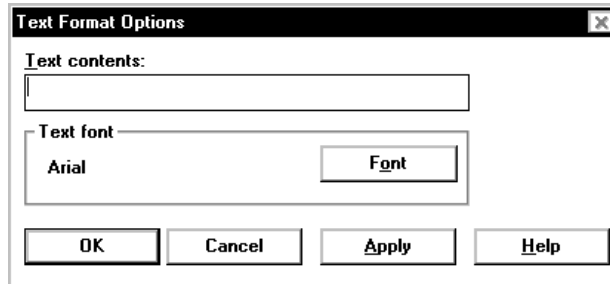 Text Format Options
Text contents:
Text font
Arial
Font
OK Cancel Apply Help